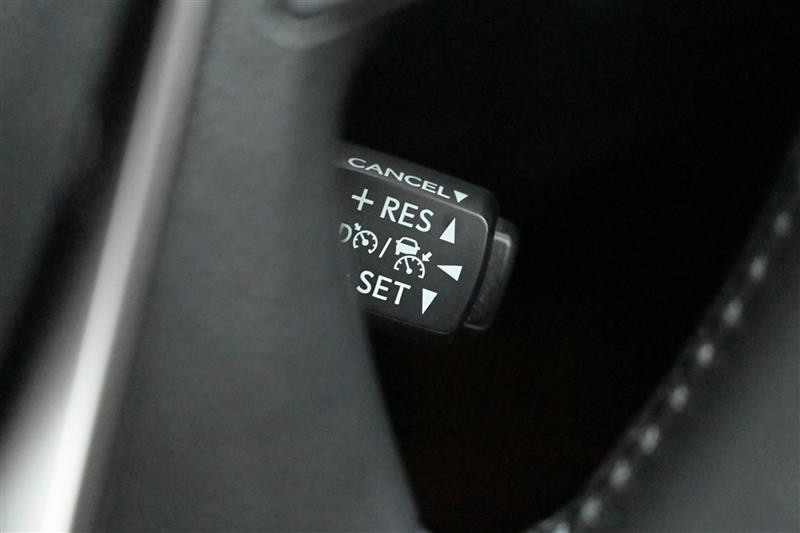 CANCEL▼
+ RES ▲
D /
SET ▼